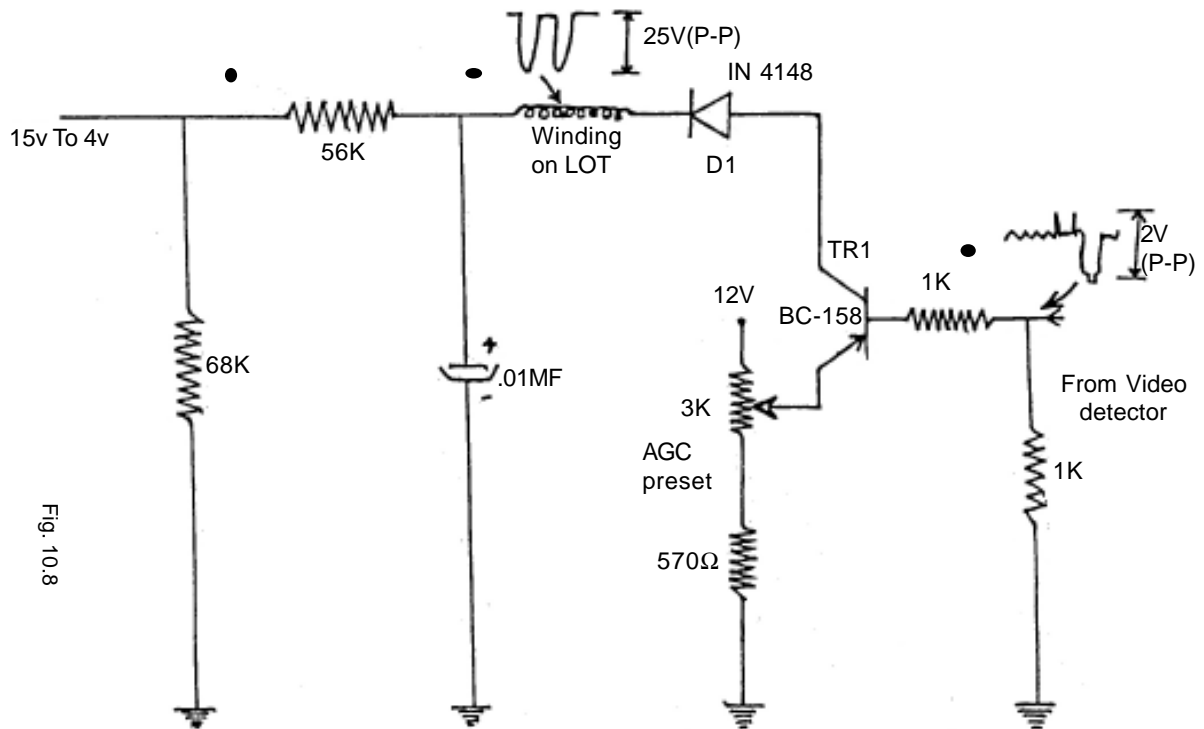 25V(P-P)
IN 4148
15v To 4v
56K
Winding
on LOT
D1
2V
(P-P)
TR1
1K
12V
BC-158
68K
+
.01MF
-
3K
From Video
detector
AGC
preset
1K
570Ω
Fig. 10.8